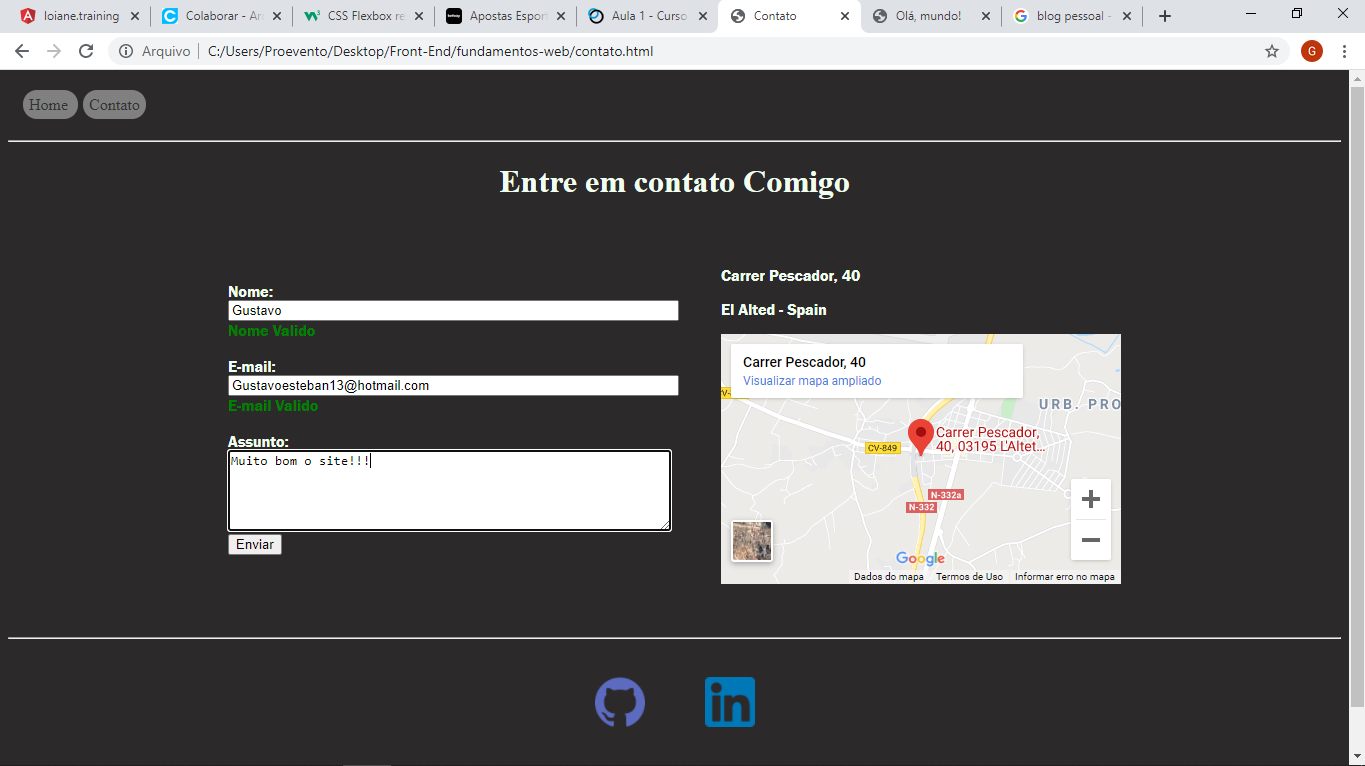 loiane.training
Colaborar - Are
CSS Flexbox re
Apostas Esport
Aula 1 - Curso
Contato
Olá, mundo!
blog pessoal -
Arquivo
C:/Users/Proevento/Desktop/Front-End/fundamentos-web/contato.html
G
Home
Contato
Entre em contato Comigo
Nome:
Gustavo
Nome Valido
E-mail:
Gustavoesteban13@hotmail.com
E-mail Valido
Assunto:
Muito bom o site!!!
Enviar
Carrer Pescador, 40
El Alted - Spain
Carrer Pescador, 40
Visualizar mapa ampliado
URB. PRO
Carrer Pescador,
40, 03195 L'Altet...
CV-849
N-332a
N-332
Google
Dados do mapa
Termos de Uso
Informar erro no mapa
in